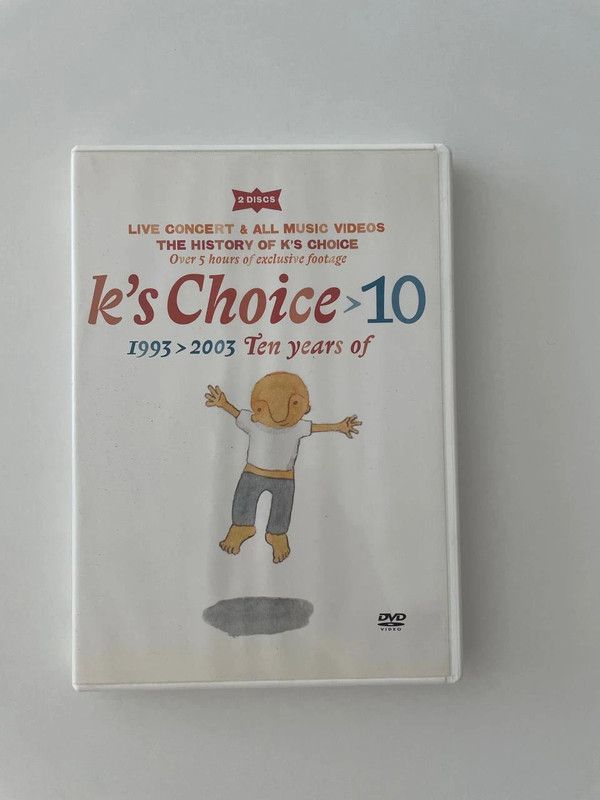 2 DISCS
LIVE CONCERT & ALL MUSIC VIDEOS
THE HISTORY OF K'S CHOICE
Over 5 hours of exclusive footage
k's Choice > 10
1993 > 2003 Ten years of
DVD
VIDEO